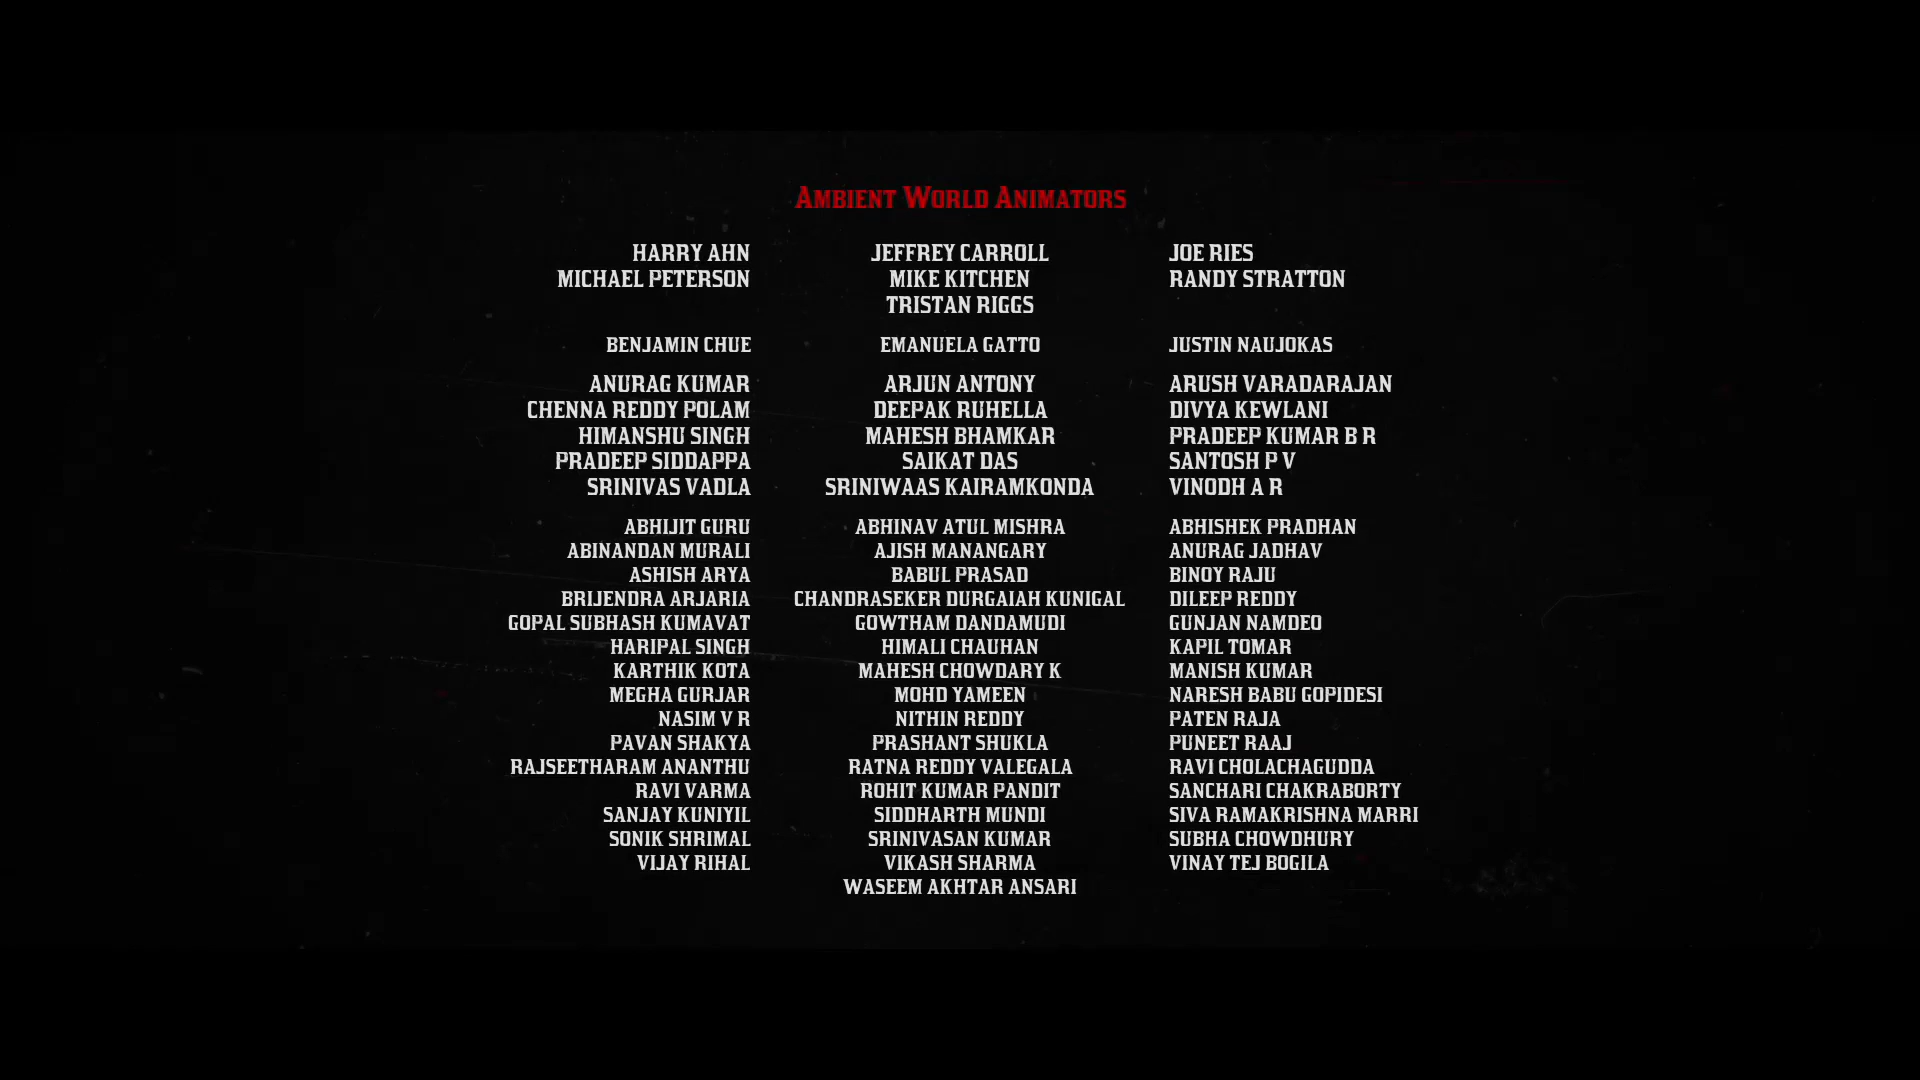 AMBIENT WORLD ANIMATORS
HARRY AHN JEFFREY CARROLL JOE RIES
MICHAEL PETERSON MIKE KITCHEN RANDY STRATTON
TRISTAN RIGGS
BENJAMIN CHUE EMANUELA GATTO JUSTIN NAUJOKAS
ANURAG KUMAR ARJUN ANTONY ARUSH VARADARAJAN
CHENNA REDDY POLAM DEEPAK RUHELLA DIVYA KEWLANI
HIMANSHU SINGH MAHESH BHAMKAR PRADEEP KUMAR B R
PRADEEP SIDDAPPA SAIKAT DAS SANTOSH P V
SRINIVAS VADLA SRINIWAAS KAIRAMKONDA VINODH A R
ABHIJIT GURU ABHINAV ATUL MISHRA ABHISHEK PRADHAN
ABINANDAN MURALI AJISH MANANGARY ANURAG JADHAV
ASHISH ARYA BABUL PRASAD BINOY RAJU
BRIJENDRA ARJARIA CHANDRASEKER DURGAIAH KUNIGAL DILEEP REDDY
GOPAL SUBHASH KUMAVAT GOWTHAM DANDAMUDI GUNJAN NAMDEO
HARIPAL SINGH HIMALI CHAUHAN KAPIL TOMAR
KARTHIK KOTA MAHESH CHOWDARY K MANISH KUMAR
MEGHA GURJAR MOHD YAMEEN NARESH BABU GOPIDESI
NASIM V R NITHIN REDDY PATEN RAJA
PAVAN SHAKYA PRASHANT SHUKLA PUNEET RAAJ
RAJSEETHARAM ANANTHU RATNA REDDY VALEGALA RAVI CHOLACHAGUDDA
RAVI VARMA ROHIT KUMAR PANDIT SANCHARI CHAKRABORTY
SANJAY KUNIYIL SIDDHARTH MUNDI SIVA RAMAKRISHNA MARRI
SONIK SHRIMAL SRINIVASAN KUMAR SUBHA CHOWDHURY
VIJAY RIHAL VIKASH SHARMA VINAY TEJ BOGILA
WASEEM AKHTAR ANSARI